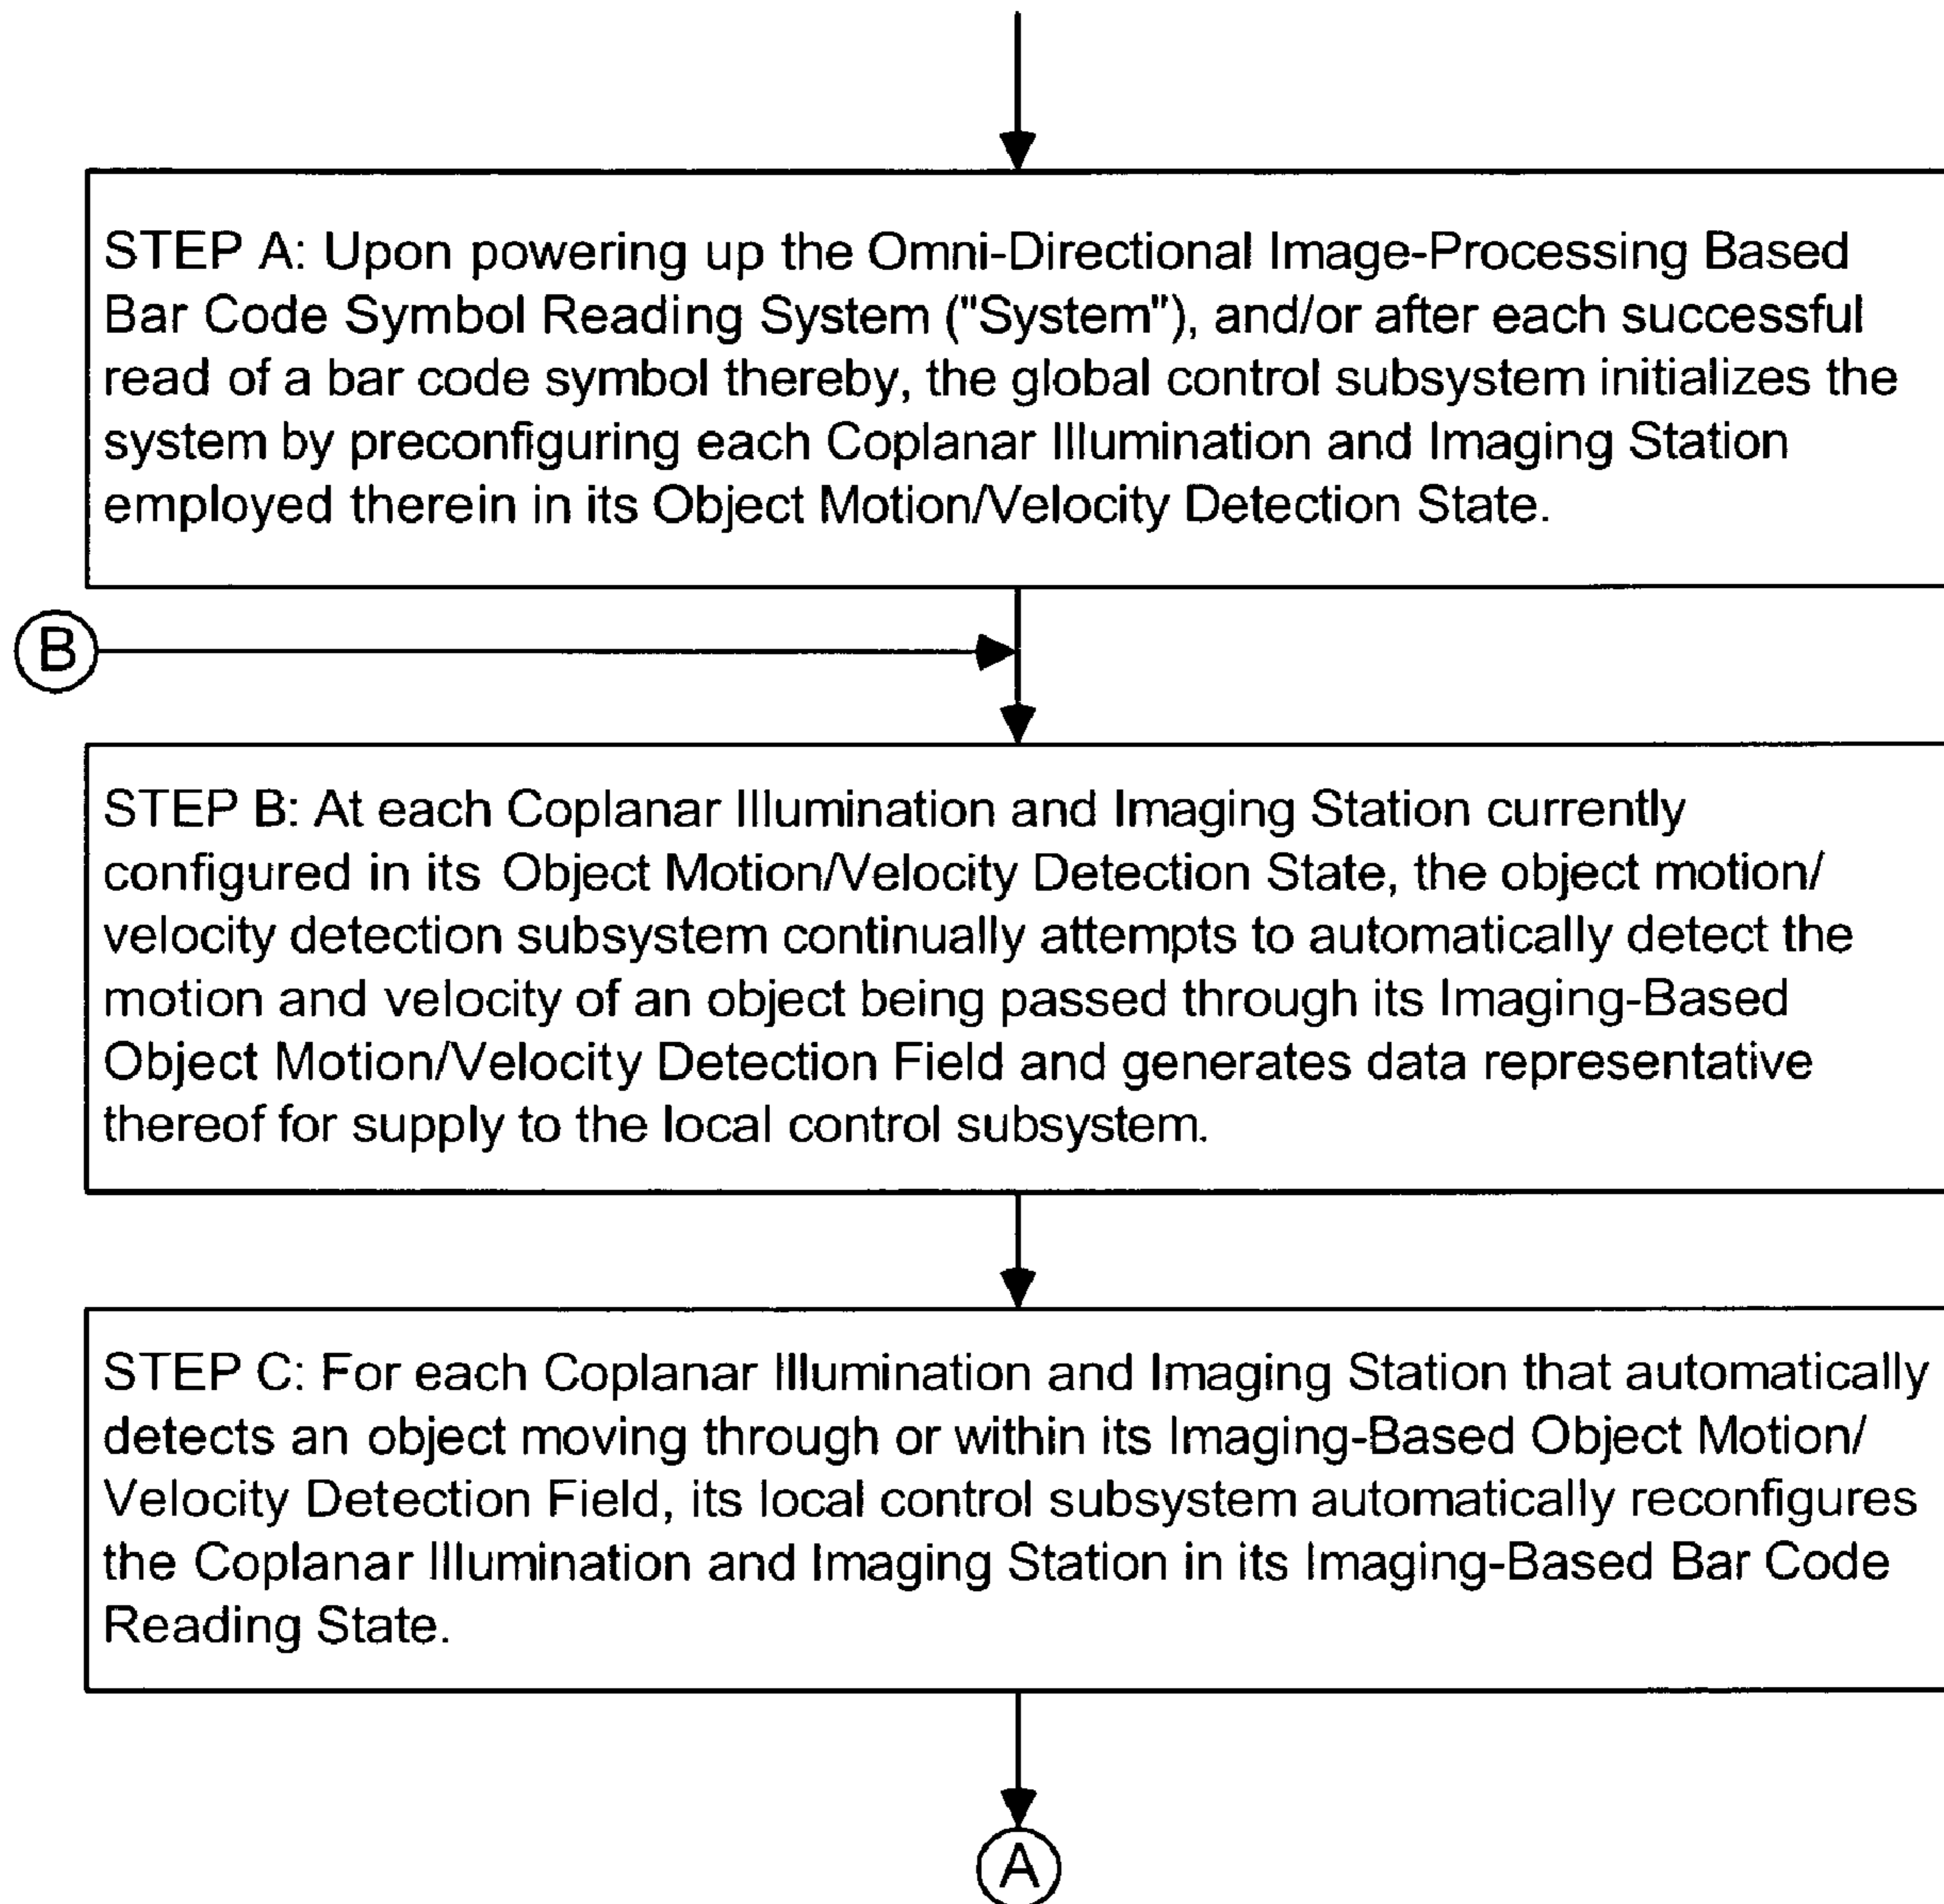 STEP A: Upon powering up the Omni-Directional Image-Processing Based
Bar Code Symbol Reading System ("System"), and/or after each successful
read of a bar code symbol thereby, the global control subsystem initializes the
system by preconfiguring each Coplanar Illumination and Imaging Station
employed therein in its Object Motion/Velocity Detection State.
B
STEP B: At each Coplanar Illumination and Imaging Station currently
configured in its Object Motion/Velocity Detection State, the object motion/
velocity detection subsystem continually attempts to automatically detect the
motion and velocity of an object being passed through its Imaging-Based
Object Motion/Velocity Detection Field and generates data representative
thereof for supply to the local control subsystem.
STEP C: For each Coplanar Illumination and Imaging Station that automatically
detects an object moving through or within its Imaging-Based Object Motion/
Velocity Detection Field, its local control subsystem automatically reconfigures
the Coplanar Illumination and Imaging Station in its Imaging-Based Bar Code
Reading State.
A